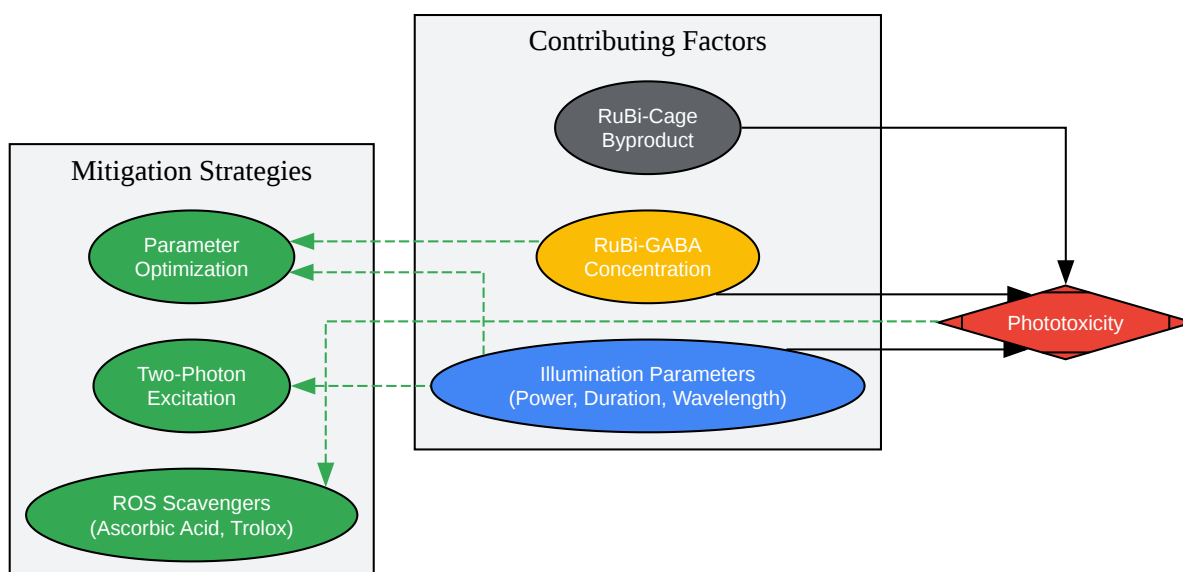 Contributing Factors
RuBi-Cage
Byproduct
Mitigation Strategies
Parameter
Optimization
RuBi-GABA
Concentration
Phototoxicity
Two-Photon
Excitation
Illumination Parameters
(Power, Duration, Wavelength)
ROS Scavengers
(Ascorbic Acid, Trolox)